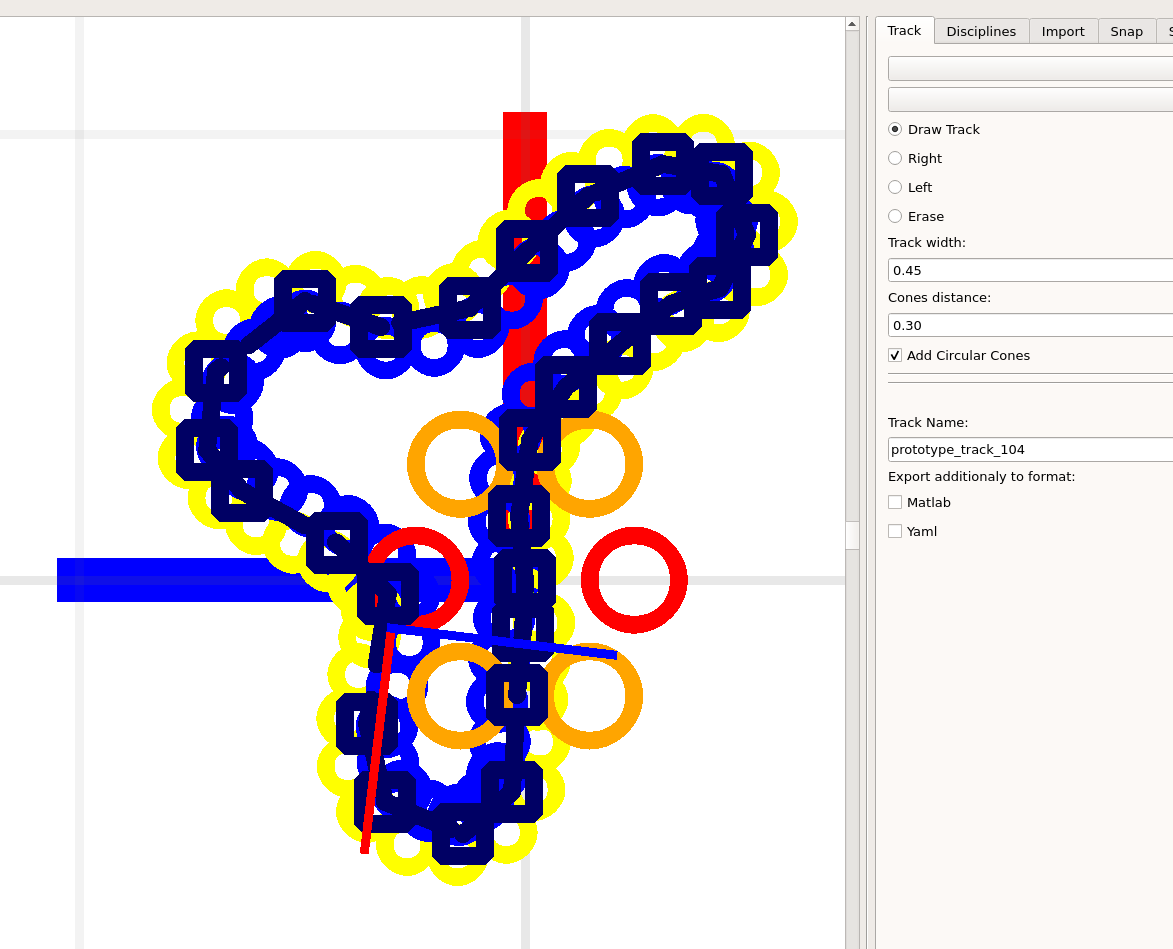 Track Disciplines Import Snap
Draw Track
Right
Left
Erase
Track width:
0.45
Cones distance:
0.30
Add Circular Cones
Track Name:
prototype_track_104
Export additionaly to format:
Matlab
Yaml